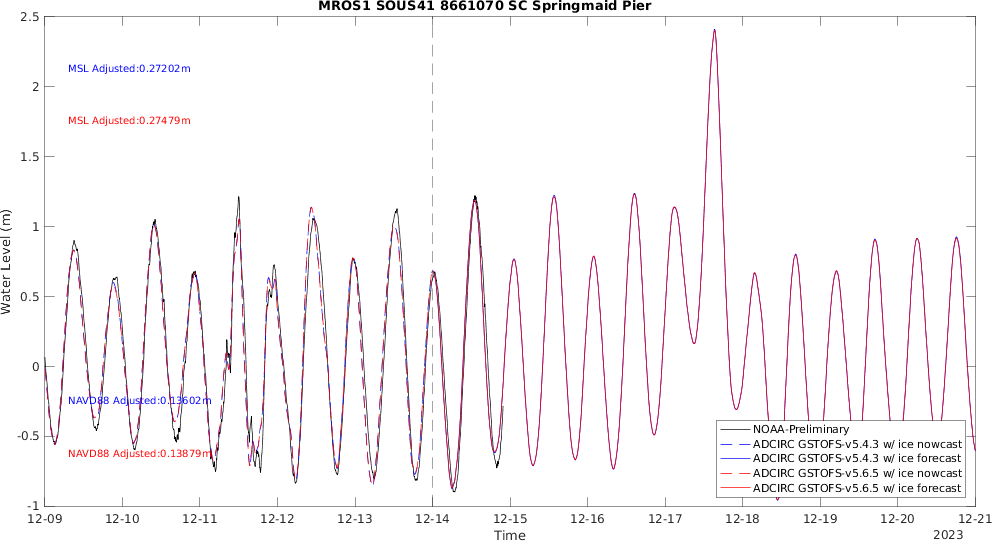 MROS1 SOUS41 8661070 SC Springmaid Pier
2.5
2
1.5
1
0.5
0
-0.5
-1
Water Level (m)
MSL Adjusted:0.27202m
MSL Adjusted:0.27479m
NAVD88 Adjusted:0.13602m
NAVD88 Adjusted:0.13879m
NOAA-Preliminary
ADCIRC GSTOFS-v5.4.3 w/ ice nowcast
ADCIRC GSTOFS-v5.4.3 w/ ice forecast
ADCIRC GSTOFS-v5.6.5 w/ ice nowcast
ADCIRC GSTOFS-v5.6.5 w/ ice forecast
12-09 12-10 12-11 12-12 12-13 12-14 12-15 12-16 12-17 12-18 12-19 12-20 12-21
Time
2023